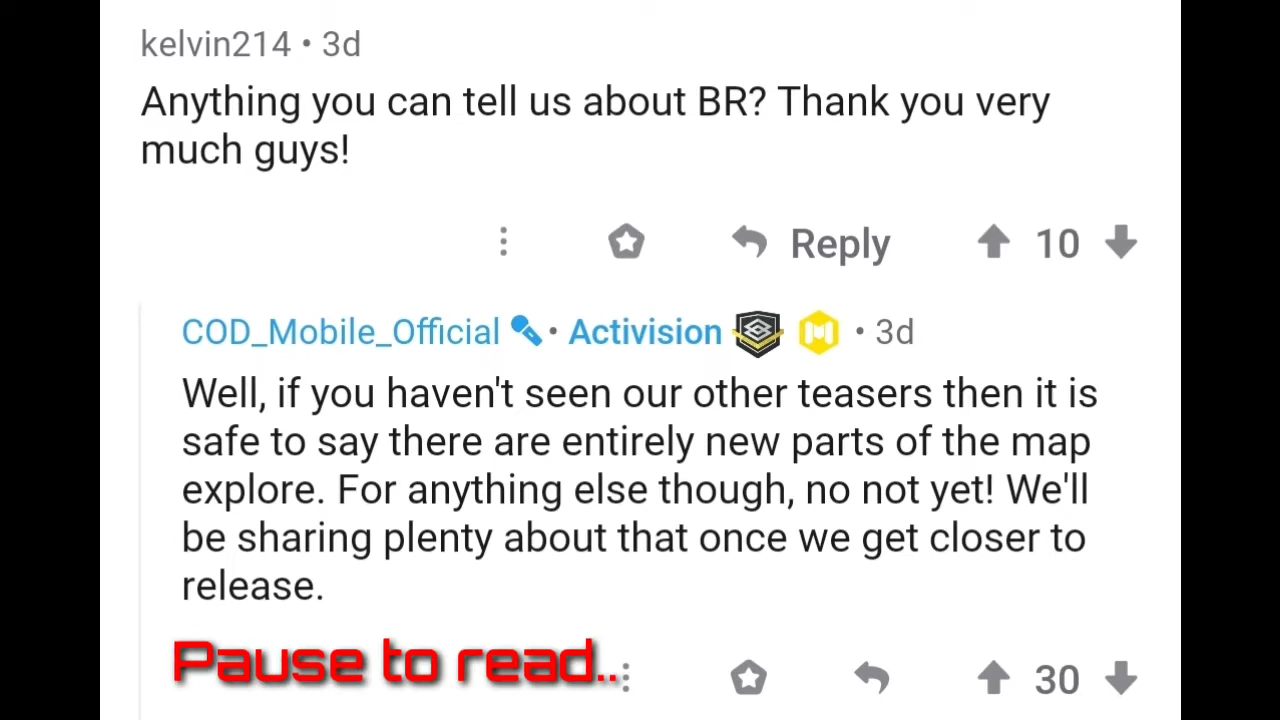 kelvin214 • 3d
Anything you can tell us about BR? Thank you very
much guys!
Reply 10
COD_Mobile_Official • Activision • 3d
Well, if you haven't seen our other teasers then it is
safe to say there are entirely new parts of the map
explore. For anything else though, no not yet! We'll
be sharing plenty about that once we get closer to
release.
Pause to read..
30